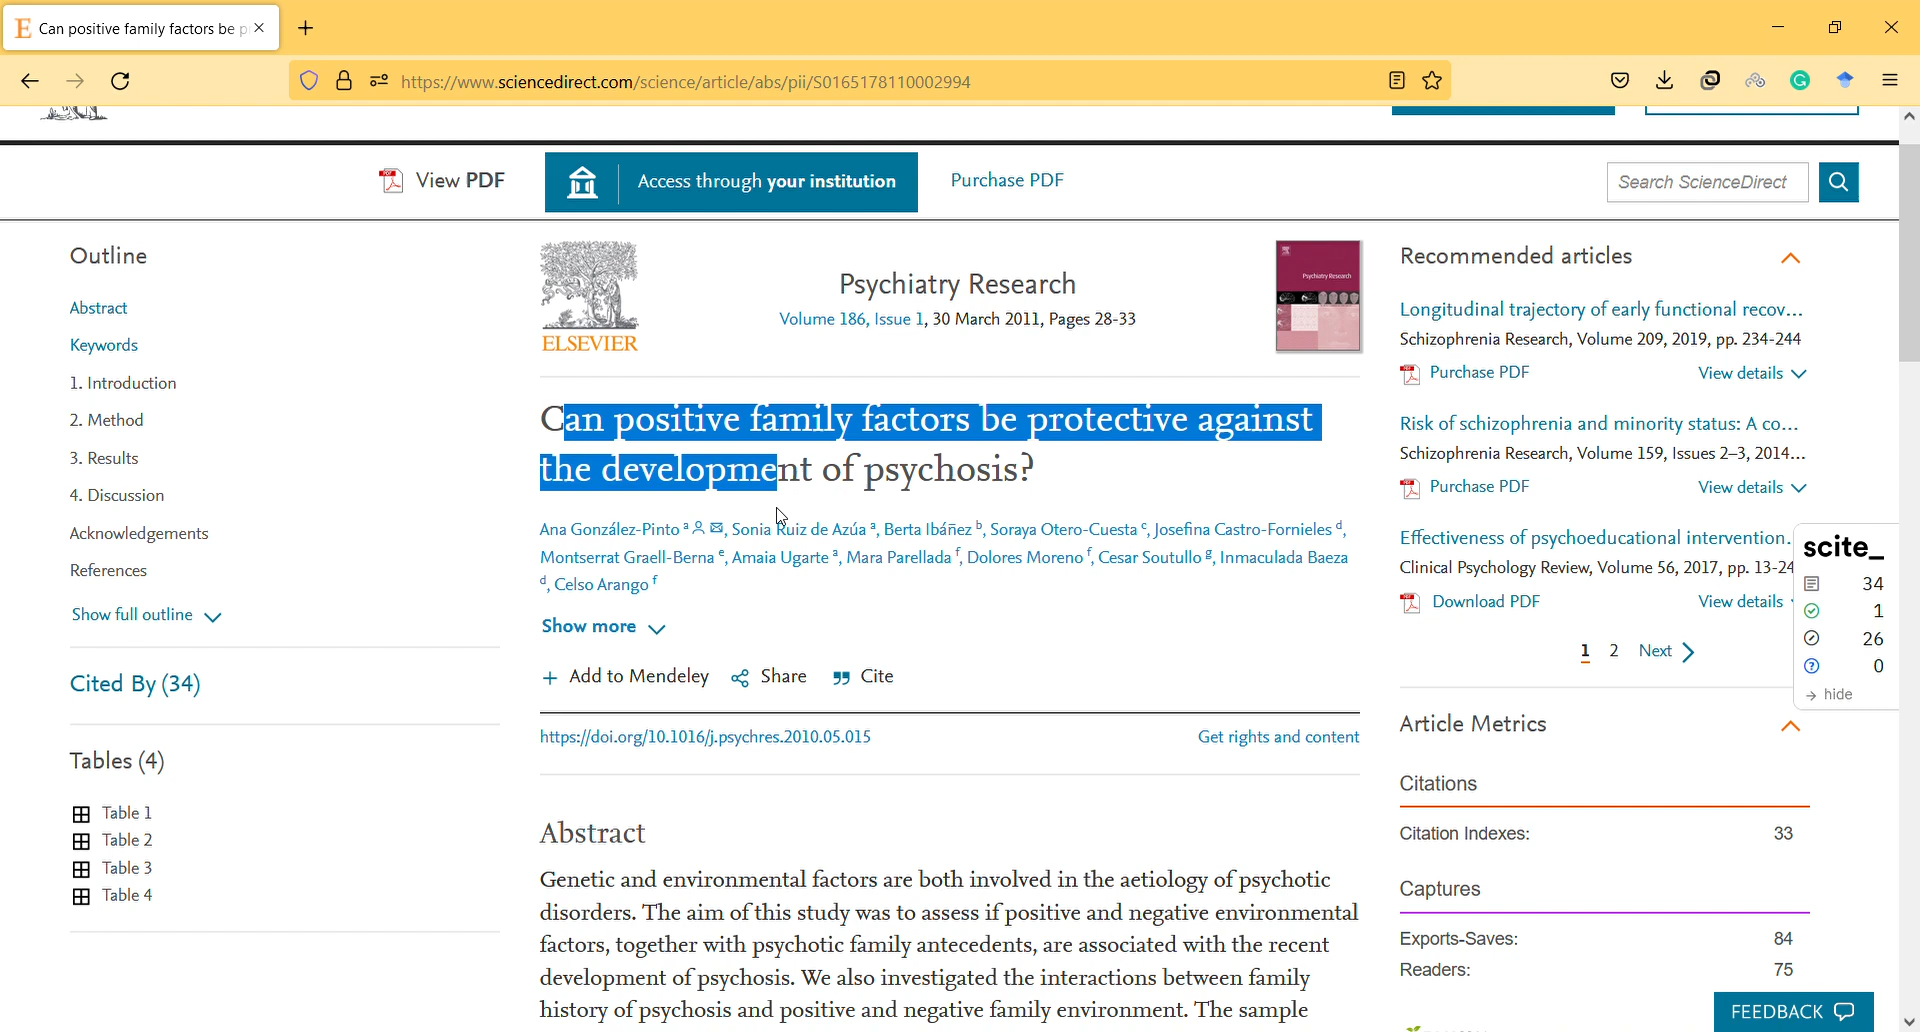 Can positive family factors be p
https://www.sciencedirect.com/science/article/abs/pii/S0165178110002994
View PDF
Access through your institution
Purchase PDF
Search ScienceDirect
Outline
Abstract
Keywords
1. Introduction
2. Method
3. Results
4. Discussion
Acknowledgements
References
Show full outline
Cited By (34)
Tables (4)
Table 1
Table 2
Table 3
Table 4
ELSEVIER
Psychiatry Research
Volume 186, Issue 1, 30 March 2011, Pages 28-33
Psychiatry Research
Can positive family factors be protective against
the development of psychosis?
Ana González-Pinto a, Sonia Ruiz de Azúa a, Berta Ibáñez b, Soraya Otero-Cuesta c, Josefina Castro-Fornieles d,
Montserrat Graell-Berna e, Amaia Ugarte a, Mara Parellada f, Dolores Moreno f, Cesar Soutullo g, Inmaculada Baeza
d, Celso Arango f
Show more
Add to Mendeley Share Cite
https://doi.org/10.1016/j.psychres.2010.05.015
Get rights and content
Abstract
Genetic and environmental factors are both involved in the aetiology of psychotic
disorders. The aim of this study was to assess if positive and negative environmental
factors, together with psychotic family antecedents, are associated with the recent
development of psychosis. We also investigated the interactions between family
history of psychosis and positive and negative family environment. The sample
Recommended articles
Longitudinal trajectory of early functional recov...
Schizophrenia Research, Volume 209, 2019, pp. 234-244
Purchase PDF View details
Risk of schizophrenia and minority status: A co...
Schizophrenia Research, Volume 159, Issues 2–3, 2014...
Purchase PDF View details
Effectiveness of psychoeducational intervention.
Clinical Psychology Review, Volume 56, 2017, pp. 13-24
Download PDF View details
1 2 Next
scite_
34
1
26
0
hide
Article Metrics
Citations
Citation Indexes: 33
Captures
Exports-Saves: 84
Readers: 75
FEEDBACK